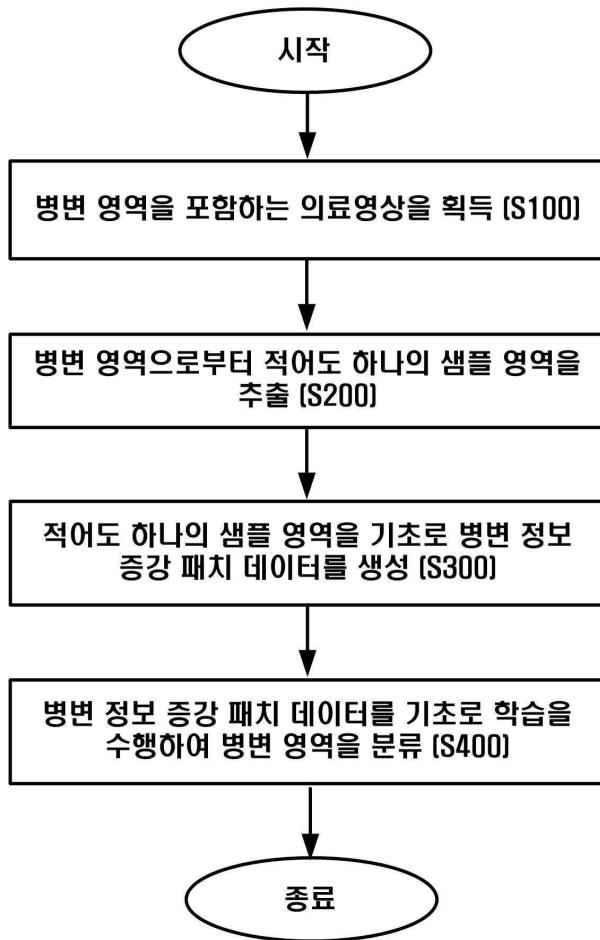 시작
병변 영역을 포함하는 의료영상을 획득 (S100)
병변 영역으로부터 적어도 하나의 샘플 영역을
추출 (S200)
적어도 하나의 샘플 영역을 기초로 병변 정보
증강 패치 데이터를 생성 (S300)
병변 정보 증강 패치 데이터를 기초로 학습을
수행하여 병변 영역을 분류 (S400)
종료